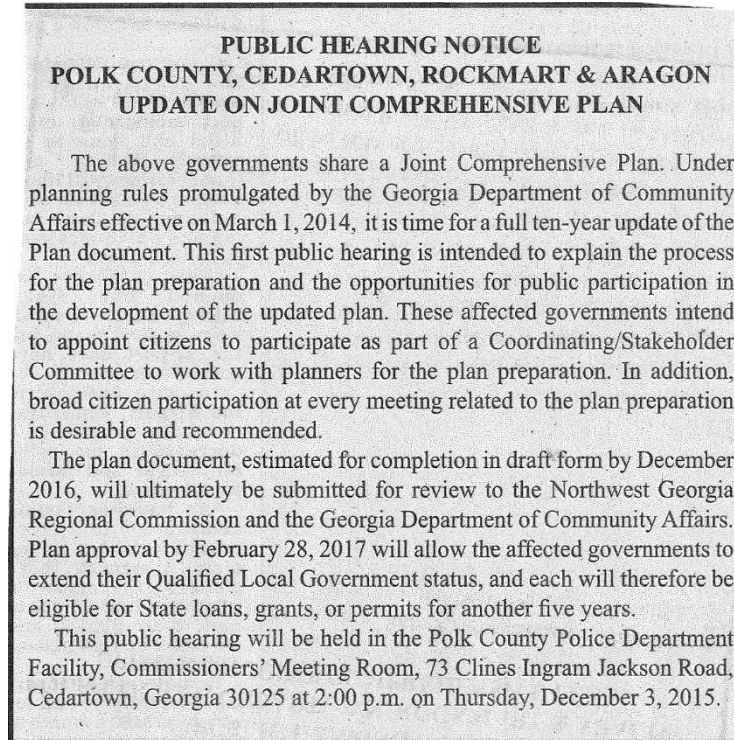 PUBLIC HEARING NOTICE
POLK COUNTY, CEDARTOWN, ROCKMART & ARAGON
UPDATE ON JOINT COMPREHENSIVE PLAN
The above governments share a Joint Comprehensive Plan. Under
planning rules promulgated by the Georgia Department of Community
Affairs effective on March 1, 2014, it is time for a full ten-year update of the
Plan document. This first public hearing is intended to explain the process
for the plan preparation and the opportunities for public participation in
the development of the updated plan. These affected governments intend
to appoint citizens to participate as part of a Coordinating/Stakeholder
Committee to work with planners for the plan preparation. In addition,
broad citizen participation at every meeting related to the plan preparation
is desirable and recommended.
The plan document, estimated for completion in draft form by December
2016, will ultimately be submitted for review to the Northwest Georgia
Regional Commission and the Georgia Department of Community Affairs.
Plan approval by February 28, 2017 will allow the affected governments to
extend their Qualified Local Government status, and each will therefore be
eligible for State loans, grants, or permits for another five years.
This public hearing will be held in the Polk County Police Department
Facility, Commissioners' Meeting Room, 73 Clines Ingram Jackson Road,
Cedartown, Georgia 30125 at 2:00 p.m. on Thursday, December 3, 2015.